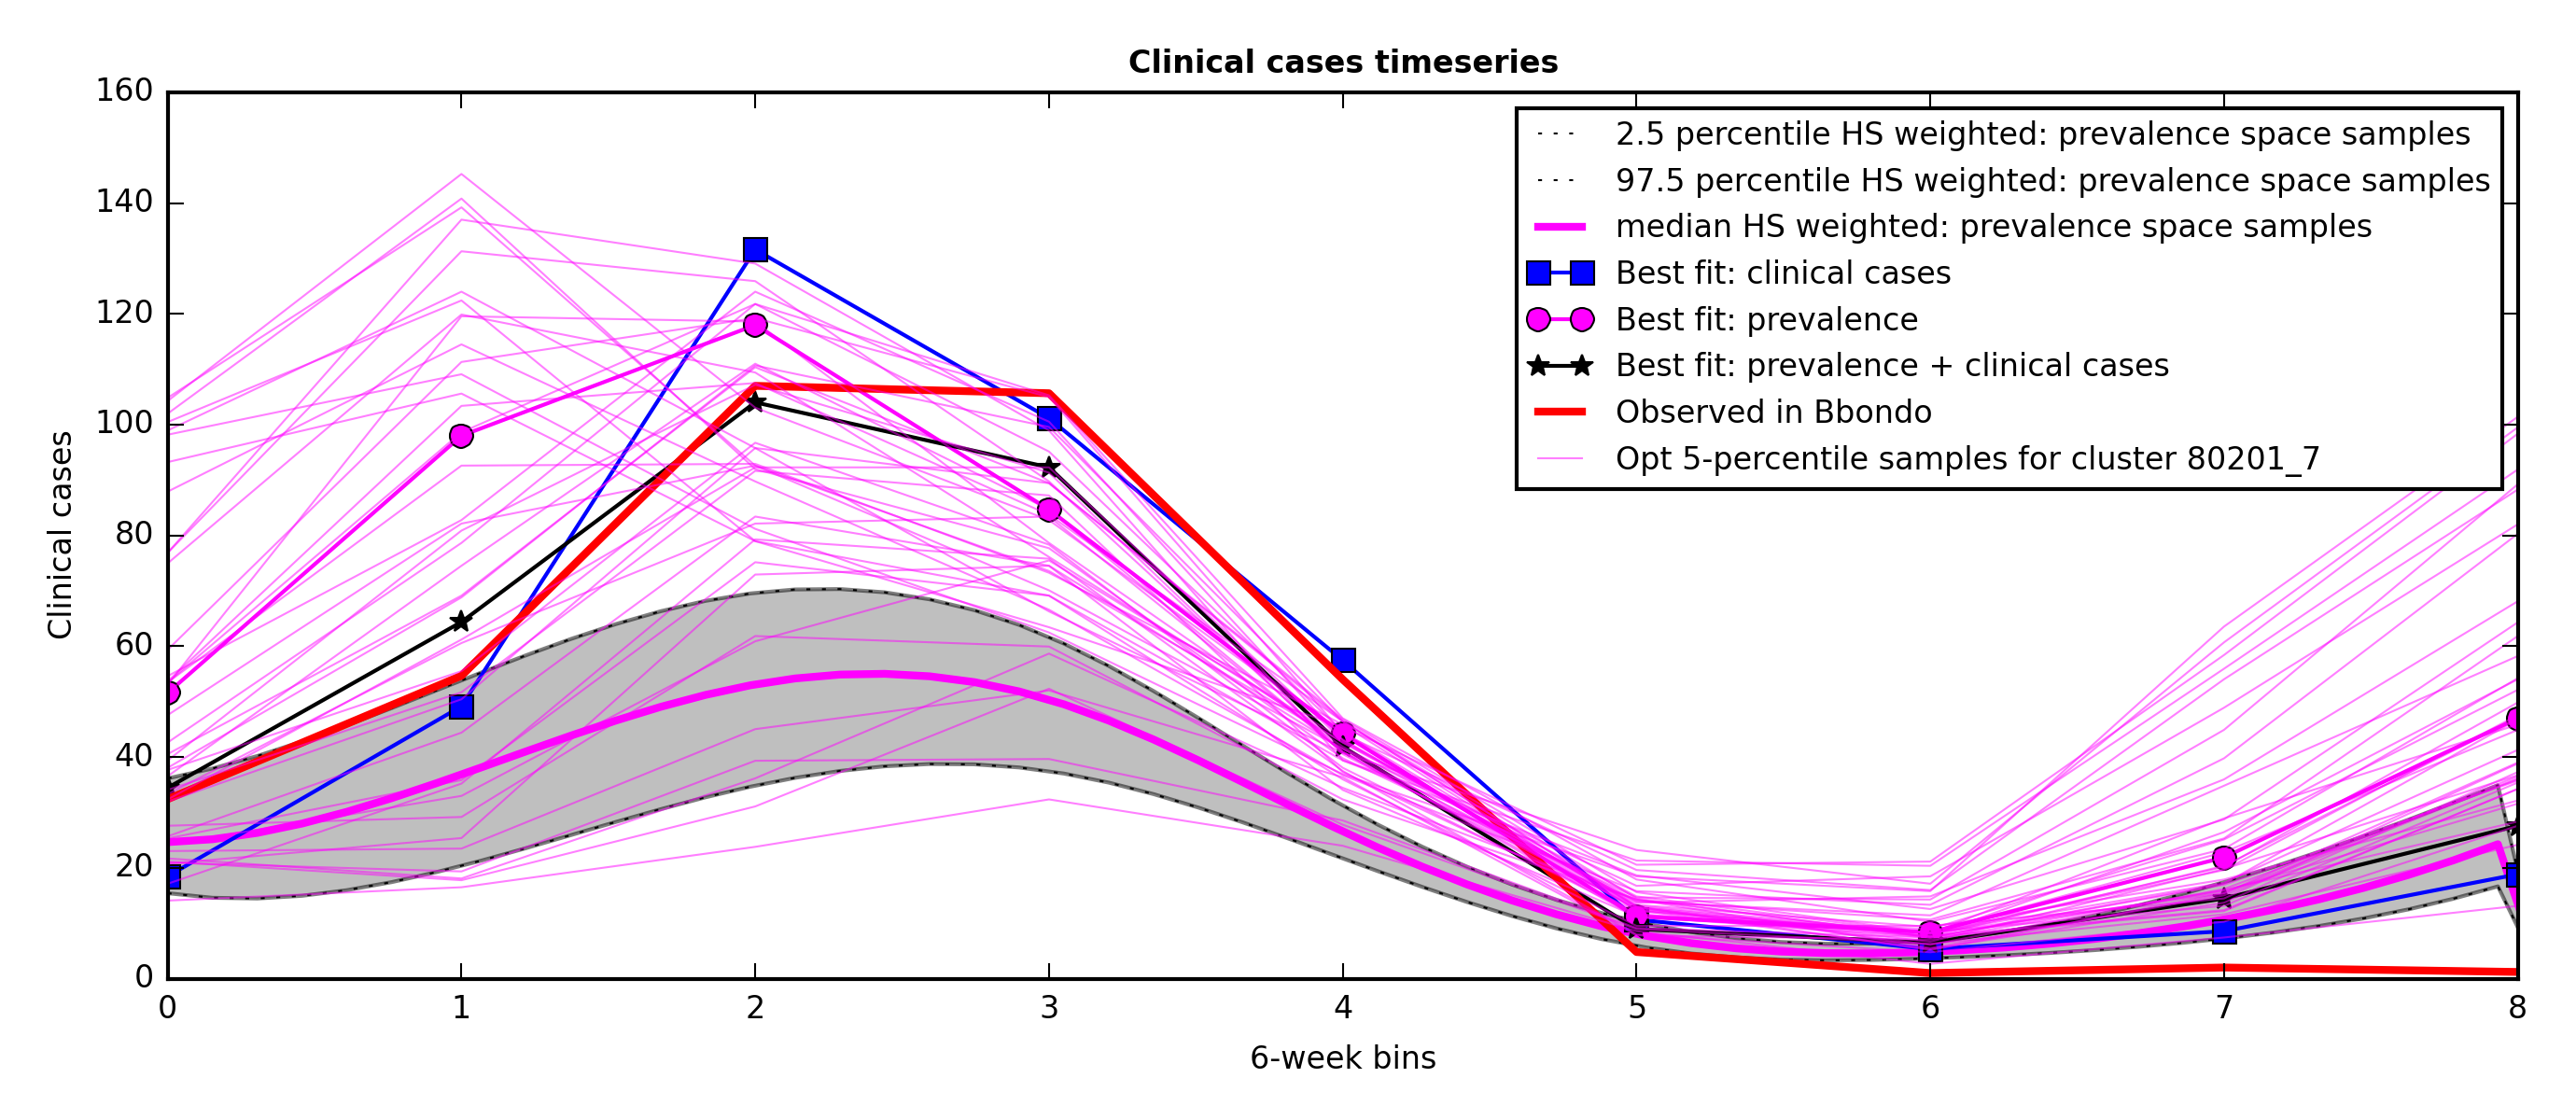 Clinical cases timeseries
160
140
120
100
80
60
40
20
0
Clinical cases
2.5 percentile HS weighted: prevalence space samples
97.5 percentile HS weighted: prevalence space samples
median HS weighted: prevalence space samples
Best fit: clinical cases
Best fit: prevalence
Best fit: prevalence + clinical cases
Observed in Bbondo
Opt 5-percentile samples for cluster 80201_7
0 1 2 3 4 5 6 7 8
6-week bins